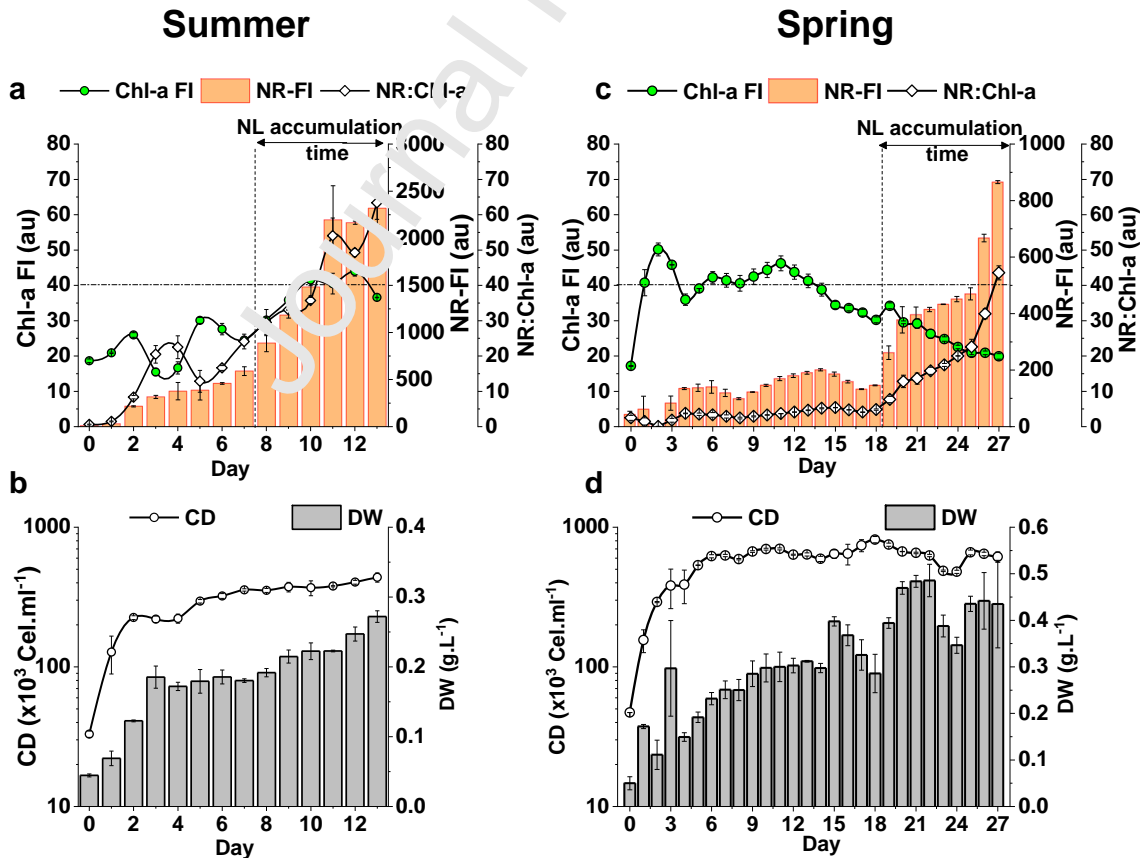 Summer
Spring
a
Chl-a FI
NR-FI
NR:Chl-a
NL accumulation
time
80
70
60
50
40
30
20
10
0
Chl-a FI (au)
3000
2500
2000
1500
1000
500
0
NR-FI (au)
80
70
60
50
40
30
20
10
0
NR:Chl-a (au)
0 2 4 6 8 10 12
Day
c
Chl-a FI
NR-FI
NR:Chl-a
NL accumulation
time
80
70
60
50
40
30
20
10
0
Chl-a FI (au)
1000
800
600
400
200
0
NR-FI (au)
80
70
60
50
40
30
20
10
0
NR:Chl-a (au)
0 3 6 9 12 15 18 21 24 27
Day
b
CD
DW
1000
100
10
CD (x10³ Cel.ml⁻¹)
0.4
0.3
0.2
0.1
0.0
DW (g.L⁻¹)
0 2 4 6 8 10 12
Day
d
CD
DW
1000
100
10
CD (x10³ Cel.ml⁻¹)
0.6
0.5
0.4
0.3
0.2
0.1
0.0
DW (g.L⁻¹)
0 3 6 9 12 15 18 21 24 27
Day
Journal